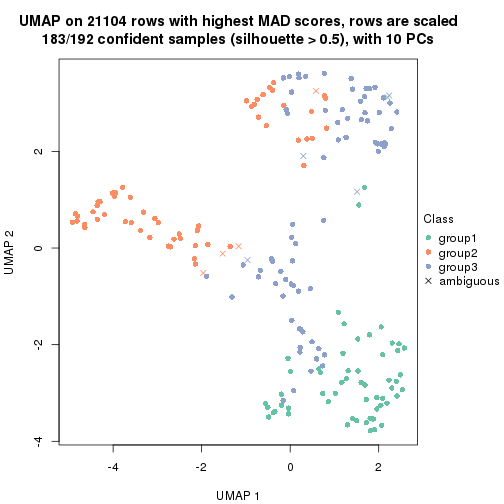 UMAP on 21104 rows with highest MAD scores, rows are scaled
183/192 confident samples (silhouette > 0.5), with 10 PCs
2
0
-2
-4
UMAP 2
-4
-2
0
2
UMAP 1
Class
group1
group2
group3
ambiguous